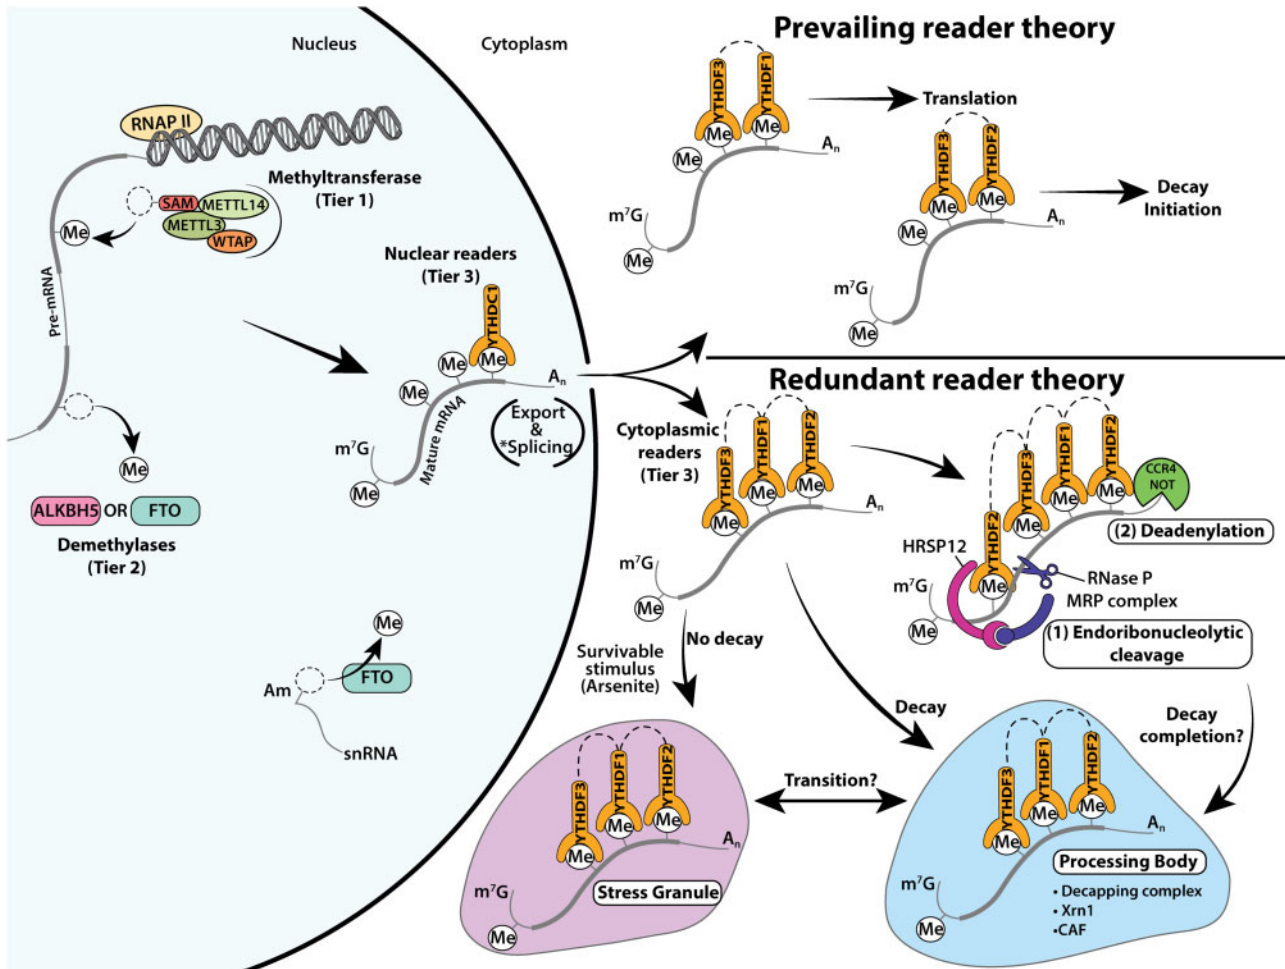 Nucleus
Cytoplasm
RNAP II
Methyltransferase
(Tier 1)
SAM
METTL14
METTL3
WTAP
Me
Pre-mRNA
Me
ALKBH5 OR FTO
Demethylases
(Tier 2)
Nuclear readers
(Tier 3)
YTHDC1
Me
Me
Me
Aₙ
Mature mRNA
m⁷G
Me
Export
&
*Splicing
Me
FTO
Am
snRNA
Prevailing reader theory
YTHDF3
YTHDF1
Me
Me
Me
Aₙ
m⁷G
Me
Translation
YTHDF3
YTHDF2
Me
Me
Me
Aₙ
m⁷G
Me
Decay
Initiation
Redundant reader theory
Cytoplasmic
readers
(Tier 3)
YTHDF3
YTHDF1
YTHDF2
Me
Me
Me
Aₙ
m⁷G
Me
YTHDF2
YTHDF3
YTHDF1
YTHDF2
Me
Me
Me
Me
CCR4
NOT
(2) Deadenylation
HRSP12
m⁷G
Me
RNase P
MRP complex
(1) Endoribonucleolytic
cleavage
No decay
Survivable
stimulus
(Arsenite)
Decay
Decay
completion?
Transition?
YTHDF3
YTHDF1
YTHDF2
Me
Me
Me
Aₙ
m⁷G
Me
Stress Granule
YTHDF3
YTHDF1
YTHDF2
Me
Me
Me
Aₙ
m⁷G
Me
Processing Body
• Decapping complex
• Xrn1
•CAF